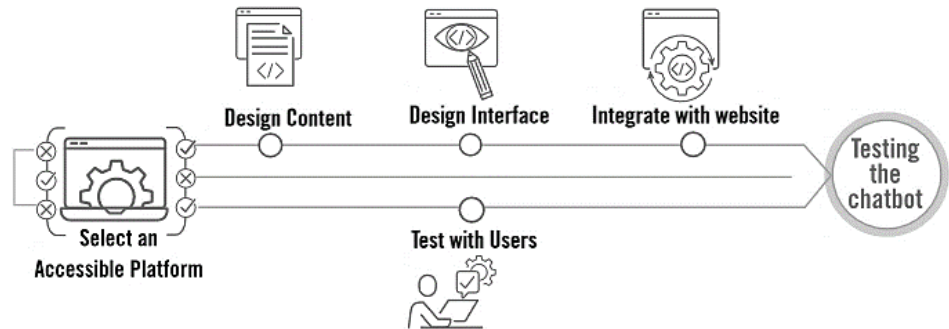 Design Content
Design Interface
Integrate with website
Testing
the
chatbot
Select an
Accessible Platform
Test with Users